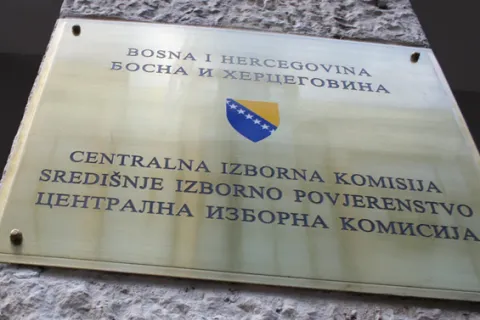 BOSNA I HERCEGOVINA
БОСНА И ХЕРЦЕГОВИНА
CENTRALNA IZBORNA KOMISIJA
SREDIŠNJE IZBORNO POVJERENSTVO
ЦЕНТРАЛНА ИЗБОРНА КОМИСИЈА